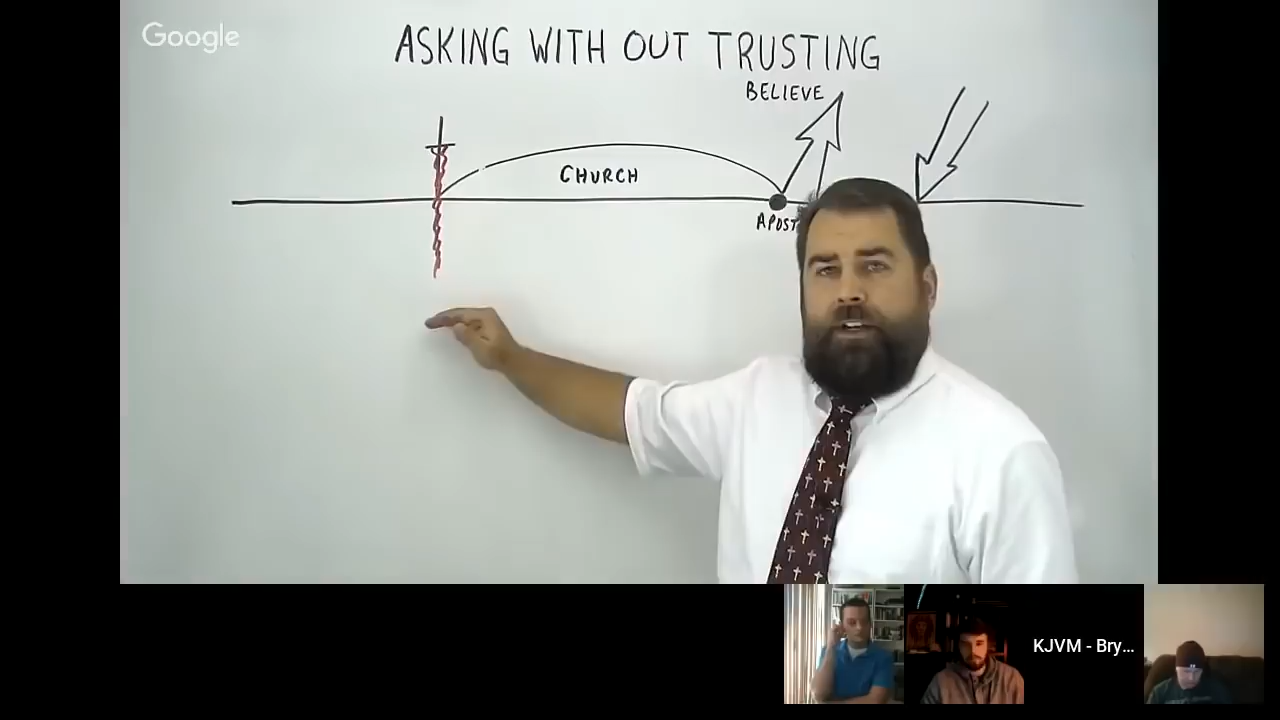 Google
ASKING WITH OUT TRUSTING
BELIEVE
CHURCH
KJVM - Bry...